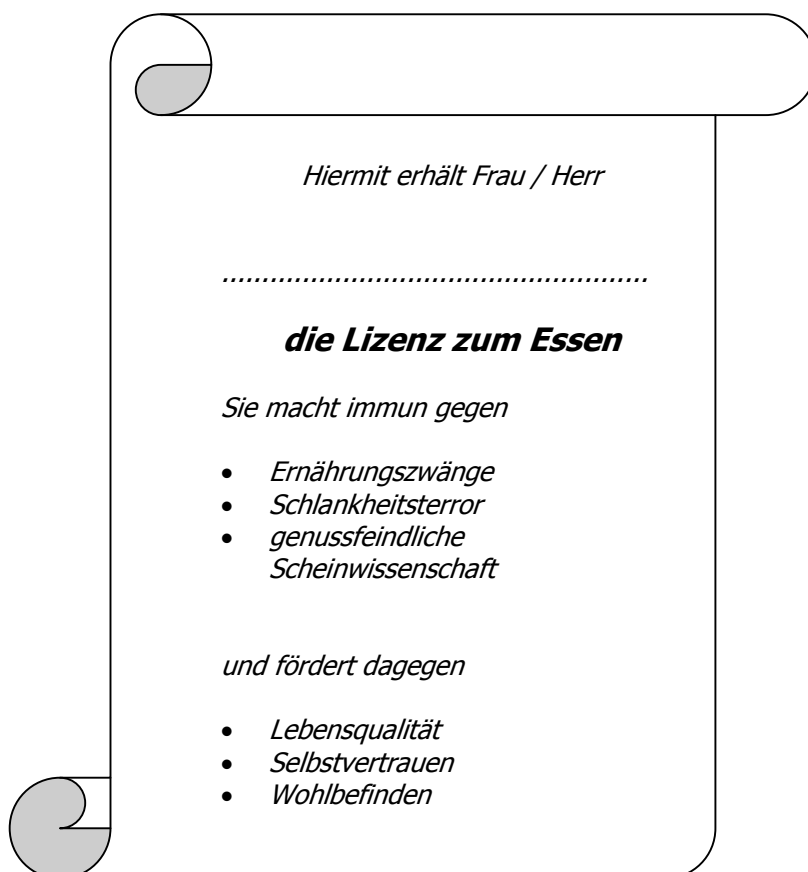 Hiermit erhält Frau / Herr
.....................................................
die Lizenz zum Essen
Sie macht immun gegen
• Ernährungszwänge
• Schlankheitsterror
• genussfeindliche
Scheinwissenschaft
und fördert dagegen
• Lebensqualität
• Selbstvertrauen
• Wohlbefinden